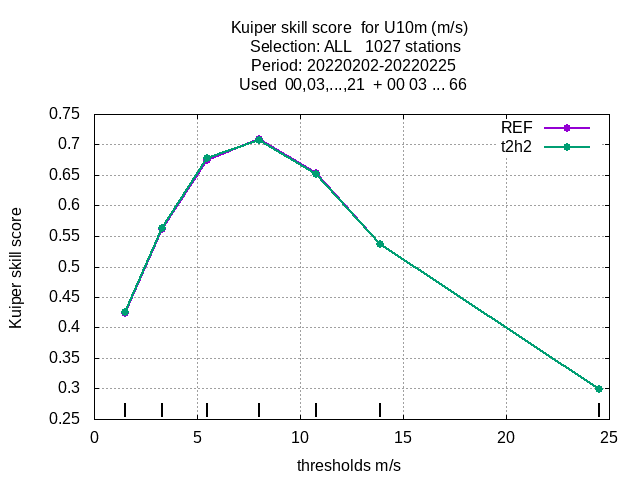 Kuiper skill score  for U10m (m/s)
Selection: ALL   1027 stations
Period: 20220202-20220225
Used  00,03,...,21  + 00 03 ... 66
REF
t2h2
0.75
0.7
0.65
0.6
0.55
0.5
0.45
0.4
0.35
0.3
0.25
Kuiper skill score
0 5 10 15 20 25
thresholds m/s